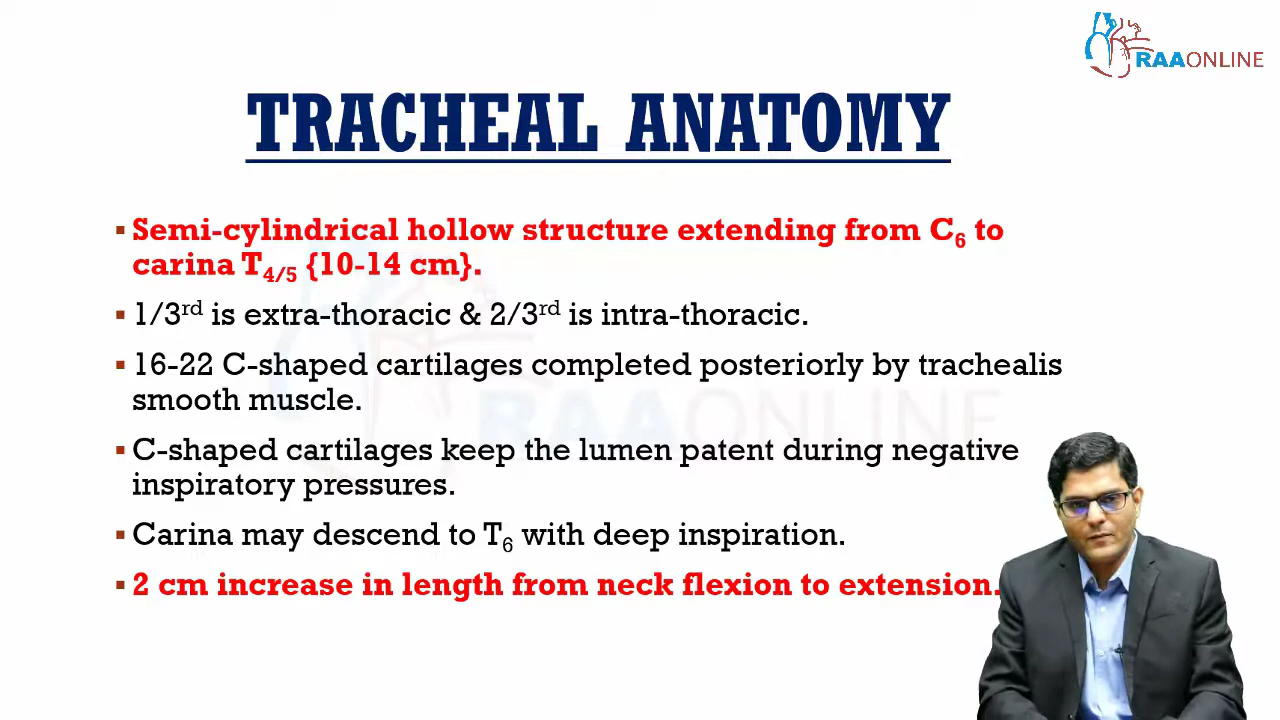 RAAONLINE
TRACHEAL ANATOMY
▪ Semi-cylindrical hollow structure extending from C₆ to
carina T₄/₅ {10-14 cm}.
▪ 1/3ʳᵈ is extra-thoracic & 2/3ʳᵈ is intra-thoracic.
▪ 16-22 C-shaped cartilages completed posteriorly by trachealis
smooth muscle.
▪ C-shaped cartilages keep the lumen patent during negative
inspiratory pressures.
▪ Carina may descend to T₆ with deep inspiration.
▪ 2 cm increase in length from neck flexion to extension.
RAAONLINE